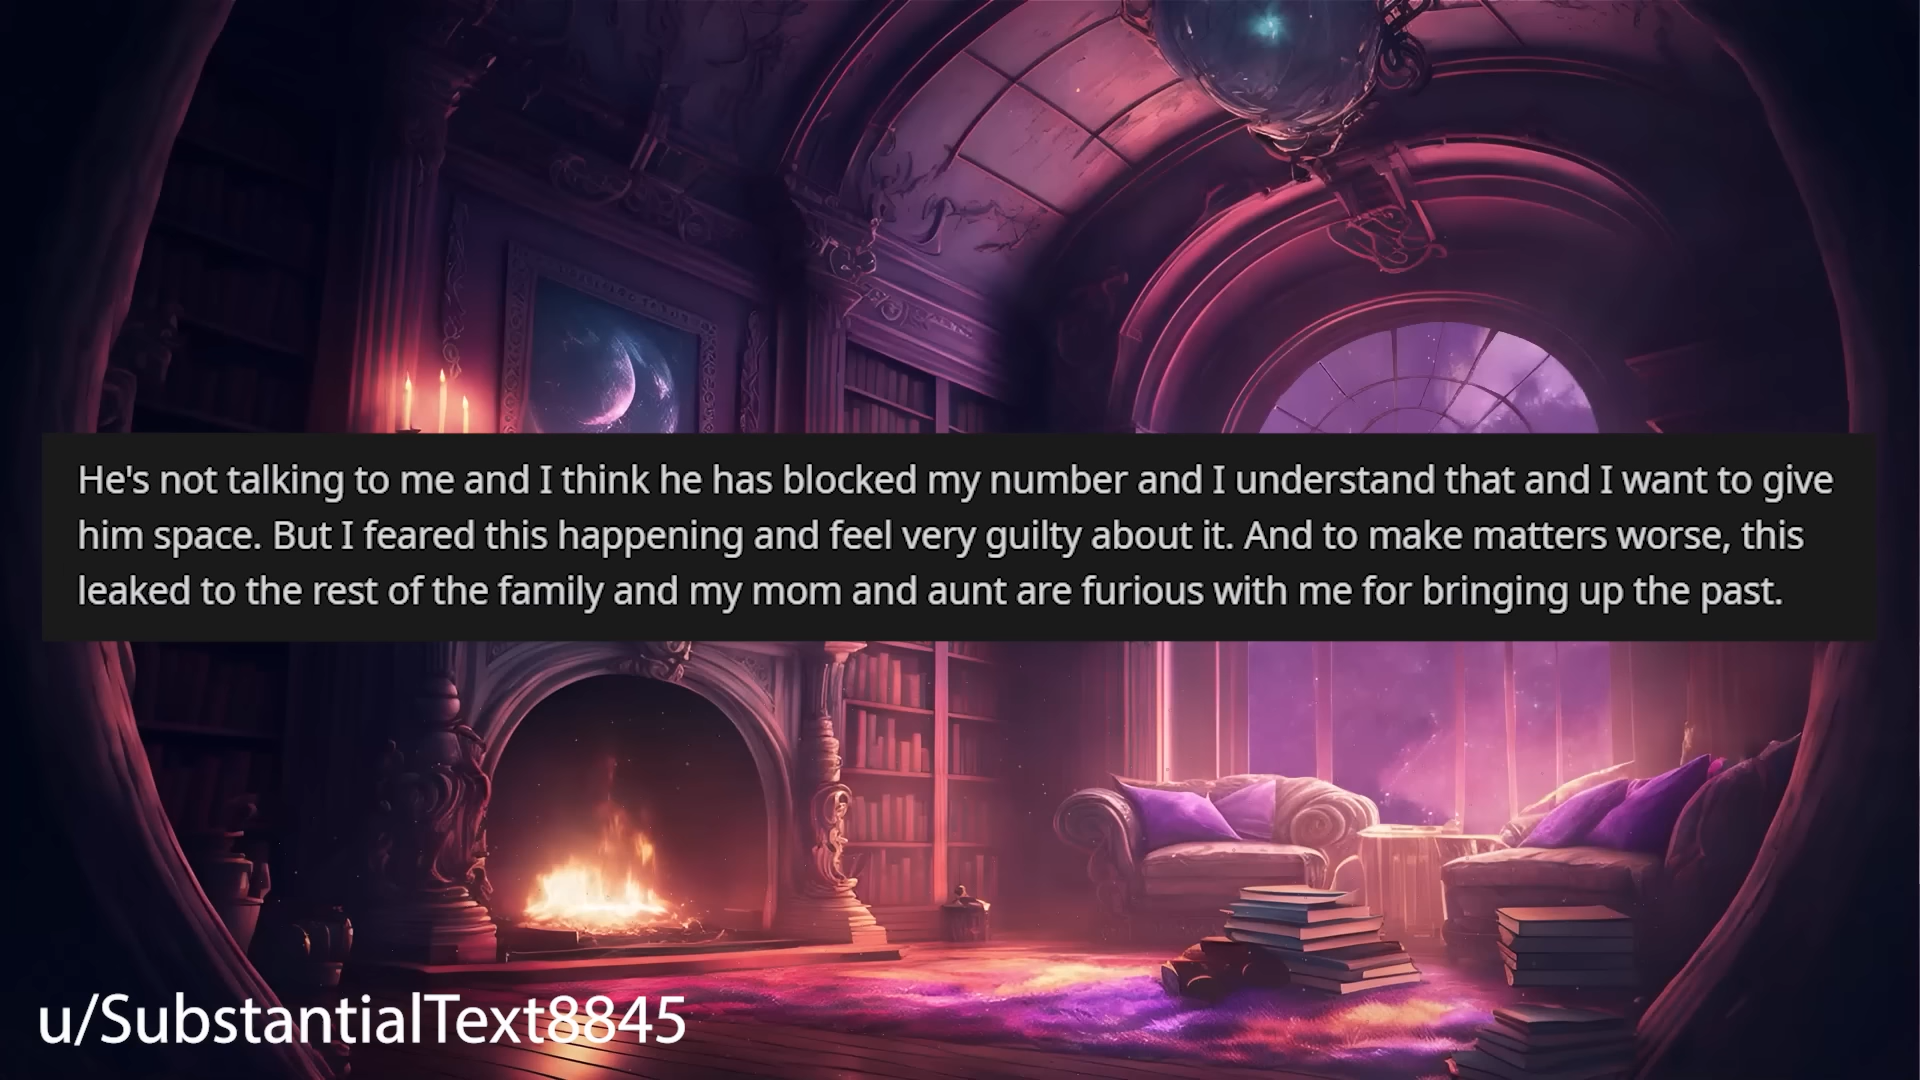 He's not talking to me and I think he has blocked my number and I understand that and I want to give
him space. But I feared this happening and feel very guilty about it. And to make matters worse, this
leaked to the rest of the family and my mom and aunt are furious with me for bringing up the past.
u/SubstantialText8845